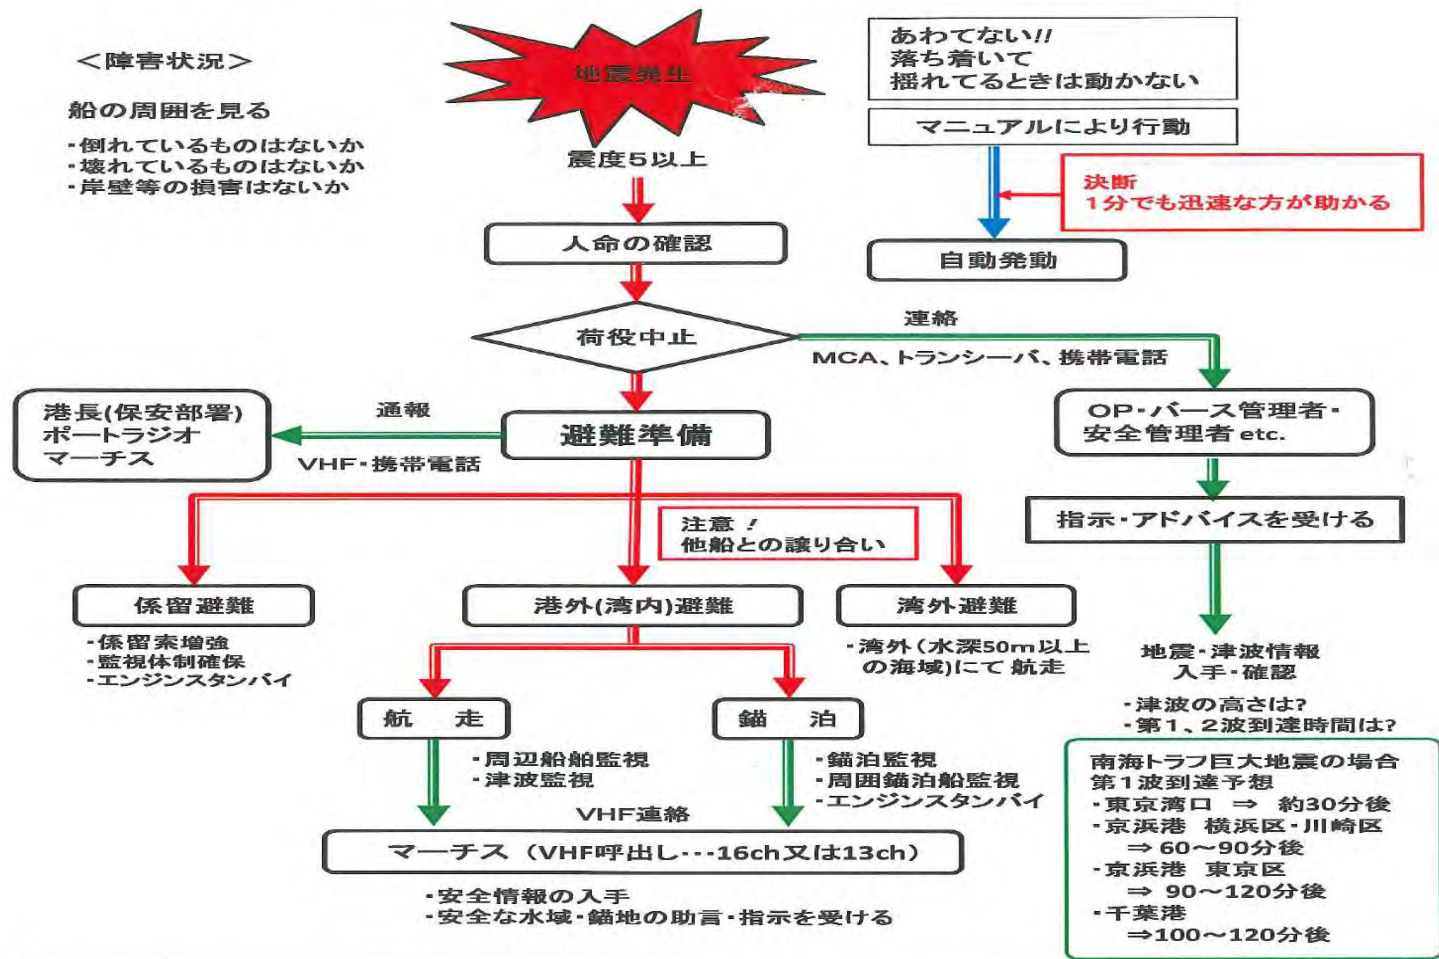 <障害状況>
船の周囲を見る
・倒れているものはないか
・壊れているものはないか
・岸壁等の損害はないか
地震発生
震度5以上
あわてない!!
落ち着いて
揺れてるときは動かない
マニュアルにより行動
決断
1分でも迅速な方が助かる
自動発動
人命の確認
荷役中止
連絡
MCA、トランシーバ、携帯電話
港長(保安部署)
ポートラジオ
マーチス
通報
VHF・携帯電話
避難準備
OP・バース管理者・
安全管理者 etc.
指示・アドバイスを受ける
注意!
他船との譲り合い
係留避難
・係留索増強
・監視体制確保
・エンジンスタンバイ
港外(湾内)避難
湾外避難
・湾外(水深50m以上
の海域)にて 航走
航 走
・周辺船舶監視
・津波監視
錨 泊
・錨泊監視
・周囲錨泊船監視
・エンジンスタンバイ
VHF連絡
マーチス (VHF呼出し…16ch又は13ch)
・安全情報の入手
・安全な水域・錨地の助言・指示を受ける
地震・津波情報
入手・確認
・津波の高さは?
・第1、2波到達時間は?
南海トラフ巨大地震の場合
第1波到達予想
・東京湾口 ⇒ 約30分後
・京浜港 横浜区・川崎区
⇒ 60~90分後
・京浜港 東京区
⇒ 90~120分後
・千葉港
⇒100~120分後